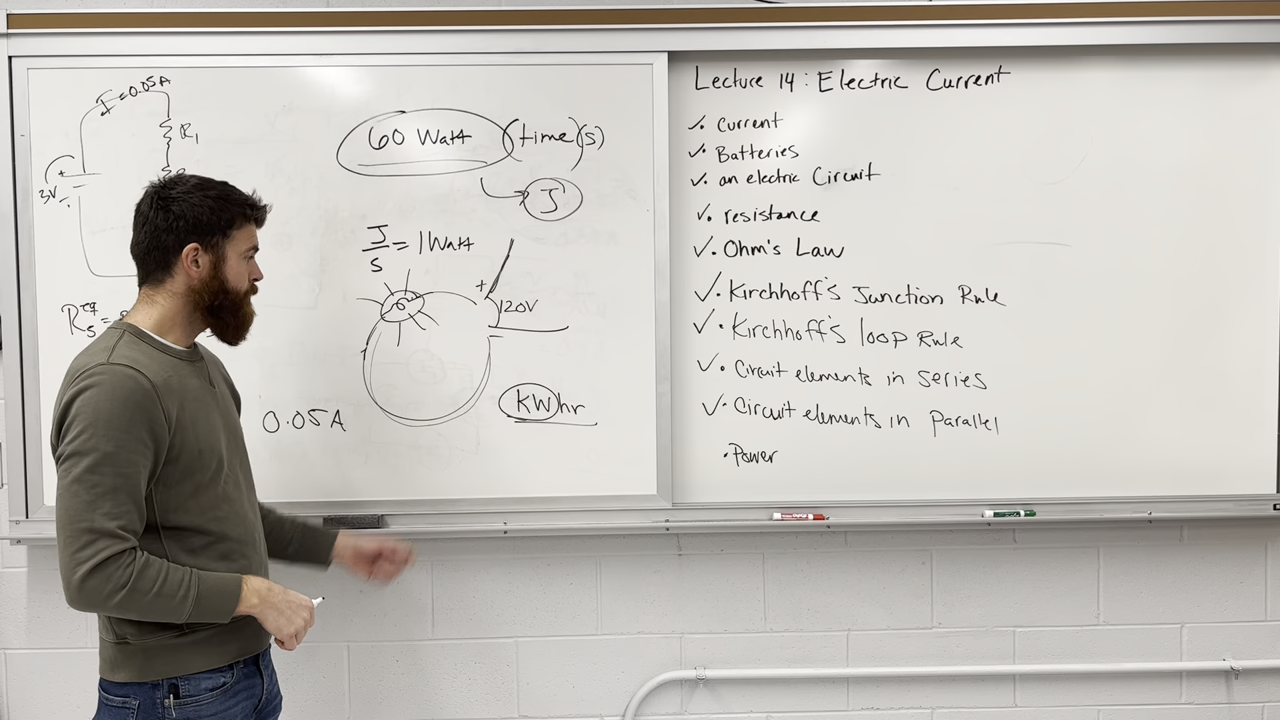 I = 0.05A
R1
3V
+
-
60 Watt (time)(s)
J
J/s = 1 Watt
+
120V
-
KWhr
0.05A
Lecture 14: Electric Current
✓• Current
✓• Batteries
✓• an electric Circuit
✓• resistance
✓• Ohm's Law
✓• Kirchhoff's Junction Rule
✓• Kirchhoff's loop Rule
✓• Circuit elements in series
✓• Circuit elements in Parallel
• Power